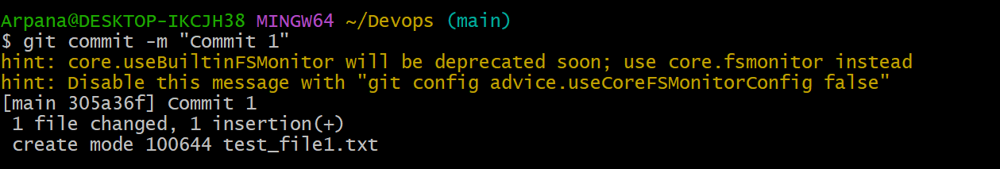 Arpana@DESKTOP-IKCJH38 MINGW64 ~/Devops (main)
$ git commit -m "Commit 1"
hint: core.useBuiltinFSMonitor will be deprecated soon; use core.fsmonitor instead
hint: Disable this message with "git config advice.useCoreFSMonitorConfig false"
[main 305a36f] Commit 1
 1 file changed, 1 insertion(+)
 create mode 100644 test_file1.txt